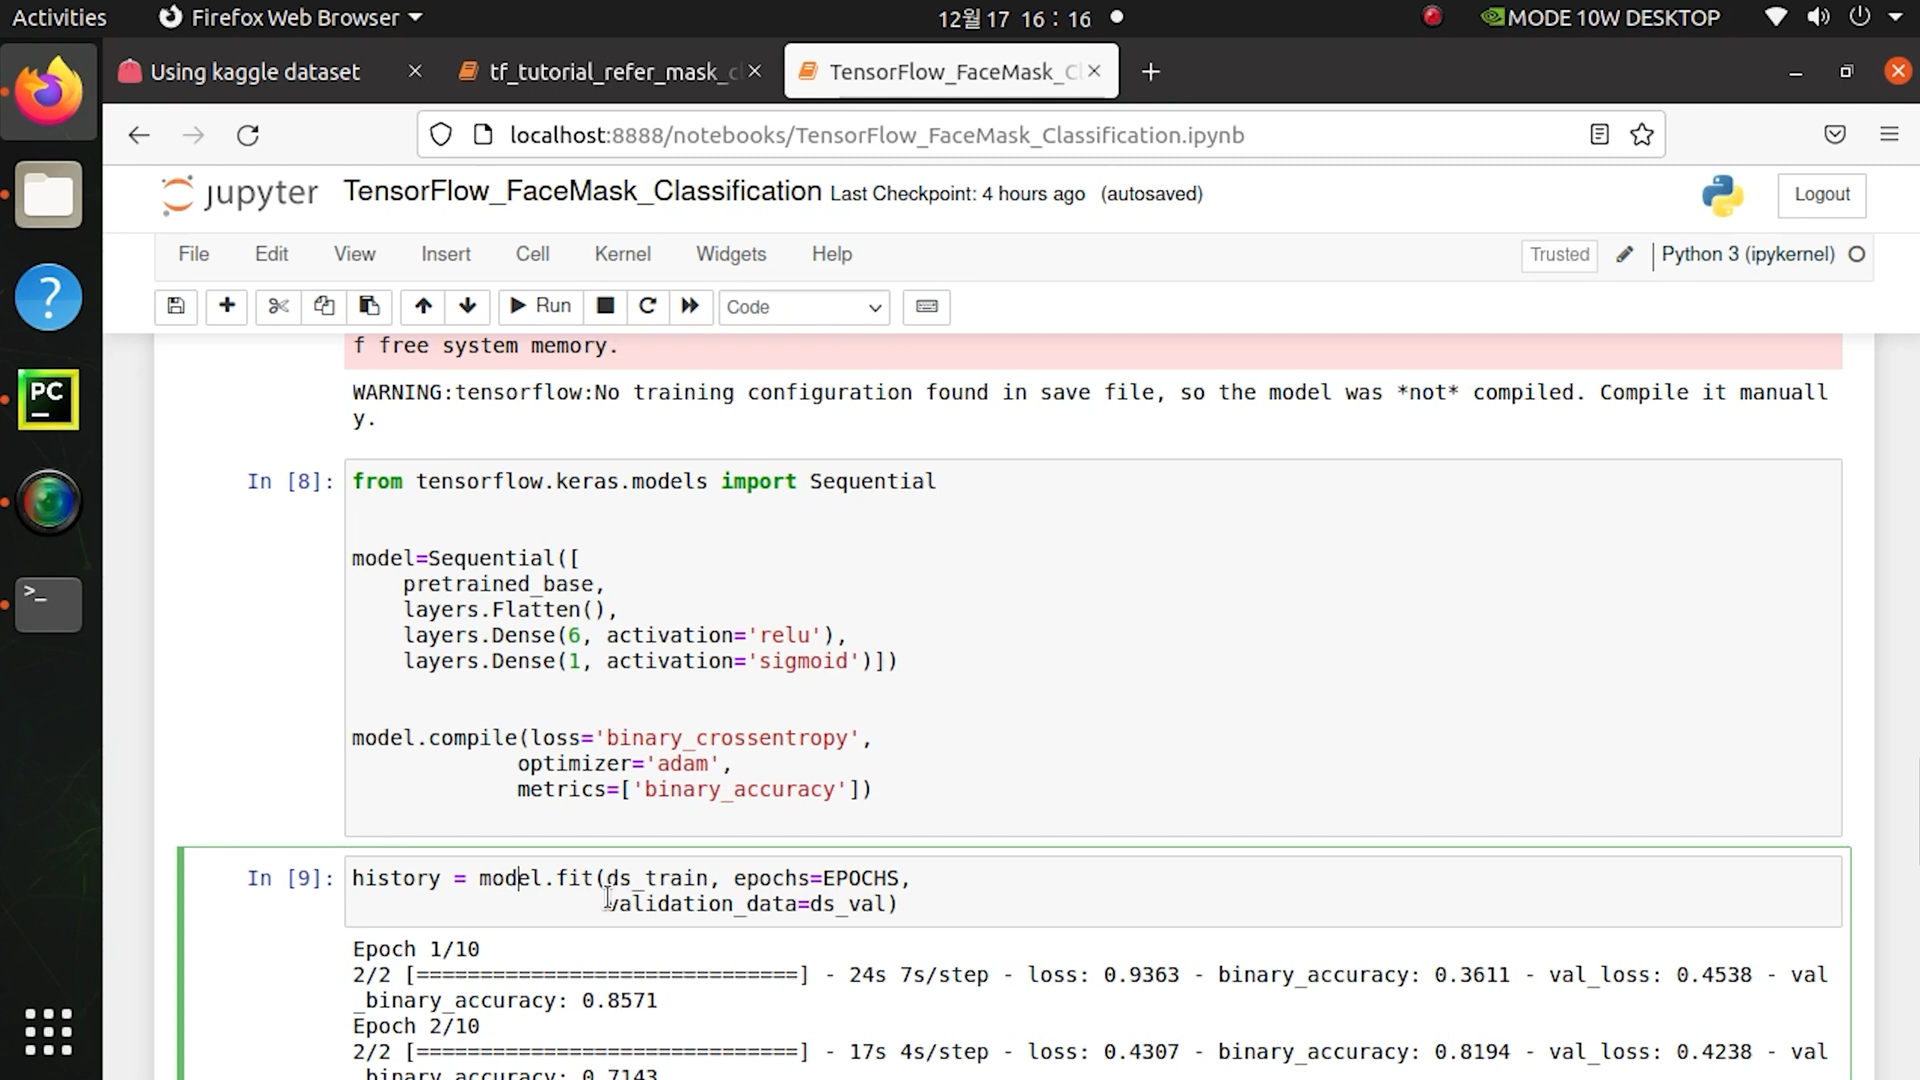 Activities Firefox Web Browser 12월 17 16 : 16 MODE 10W DESKTOP
Using kaggle dataset tf_tutorial_refer_mask_c TensorFlow_FaceMask_Cl
localhost:8888/notebooks/TensorFlow_FaceMask_Classification.ipynb
jupyter TensorFlow_FaceMask_Classification Last Checkpoint: 4 hours ago (autosaved) Logout
File Edit View Insert Cell Kernel Widgets Help Trusted Python 3 (ipykernel)
Run Code
f free system memory.
WARNING:tensorflow:No training configuration found in save file, so the model was *not* compiled. Compile it manuall
y.
In [8]: from tensorflow.keras.models import Sequential
model=Sequential([
pretrained_base,
layers.Flatten(),
layers.Dense(6, activation='relu'),
layers.Dense(1, activation='sigmoid')])
model.compile(loss='binary_crossentropy',
optimizer='adam',
metrics=['binary_accuracy'])
In [9]: history = model.fit(ds_train, epochs=EPOCHS,
validation_data=ds_val)
Epoch 1/10
2/2 [==============================] - 24s 7s/step - loss: 0.9363 - binary_accuracy: 0.3611 - val_loss: 0.4538 - val
_binary_accuracy: 0.8571
Epoch 2/10
2/2 [==============================] - 17s 4s/step - loss: 0.4307 - binary_accuracy: 0.8194 - val_loss: 0.4238 - val
_binary_accuracy: 0.7143
PC
>_
?